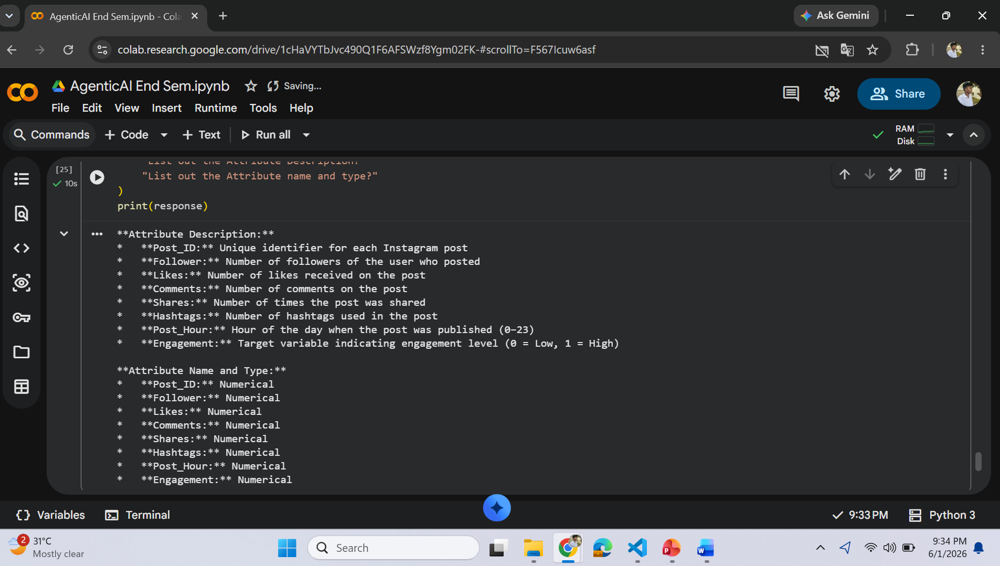 AgenticAI End Sem.ipynb - Cola
Ask Gemini
colab.research.google.com/drive/1cHaVYTbJvc490Q1F6AFSWzf8Ygm02FK-#scrollTo=F567Icuw6asf
AgenticAI End Sem.ipynb
Saving...
File Edit View Insert Runtime Tools Help
Share
Commands + Code + Text Run all
RAM
Disk
[25]
10s
"List out the Attribute Description?
"List out the Attribute name and type?"
)
print(response)
**Attribute Description:**
* **Post_ID:** Unique identifier for each Instagram post
* **Follower:** Number of followers of the user who posted
* **Likes:** Number of likes received on the post
* **Comments:** Number of comments on the post
* **Shares:** Number of times the post was shared
* **Hashtags:** Number of hashtags used in the post
* **Post_Hour:** Hour of the day when the post was published (0–23)
* **Engagement:** Target variable indicating engagement level (0 = Low, 1 = High)
**Attribute Name and Type:**
* **Post_ID:** Numerical
* **Follower:** Numerical
* **Likes:** Numerical
* **Comments:** Numerical
* **Shares:** Numerical
* **Hashtags:** Numerical
* **Post_Hour:** Numerical
* **Engagement:** Numerical
Variables
Terminal
9:33 PM
Python 3
2
31°C
Mostly clear
Search
9:34 PM
6/1/2026